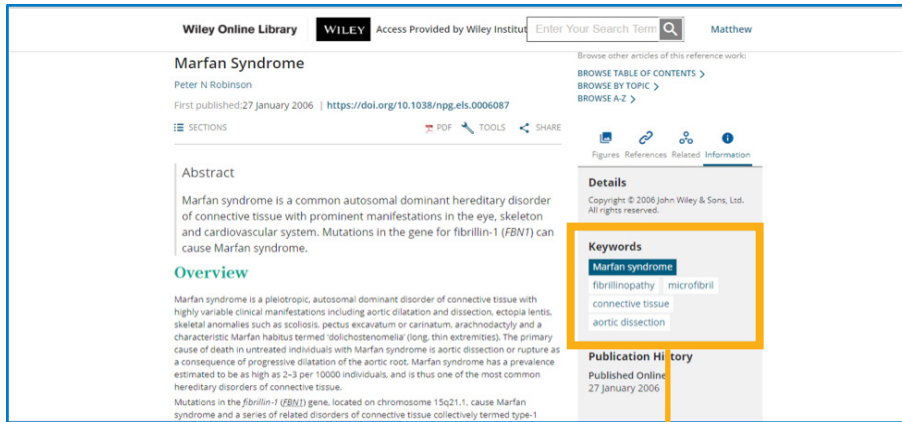 Wiley Online Library
WILEY
Access Provided by Wiley Institut
Enter Your Search Term
Matthew
Marfan Syndrome
Peter N Robinson
First published:27 January 2006 | https://doi.org/10.1038/npg.els.0006087
SECTIONS
PDF
TOOLS
SHARE
Abstract
Marfan syndrome is a common autosomal dominant hereditary disorder
of connective tissue with prominent manifestations in the eye, skeleton
and cardiovascular system. Mutations in the gene for fibrillin-1 (FBN1) can
cause Marfan syndrome.
Overview
Marfan syndrome is a pleiotropic, autosomal dominant disorder of connective tissue with
highly variable clinical manifestations including aortic dilatation and dissection, ectopia lentis,
skeletal anomalies such as scoliosis, pectus excavatum or carinatum, arachnodactyly and a
characteristic Marfan habitus termed 'dolichostenomelia' (long, thin extremities). The primary
cause of death in untreated individuals with Marfan syndrome is aortic dissection or rupture as
a consequence of progressive dilatation of the aortic root. Marfan syndrome has a prevalence
estimated to be as high as 2–3 per 10000 individuals, and is thus one of the most common
hereditary disorders of connective tissue.
Mutations in the fibrillin-1 (FBN1) gene, located on chromosome 15q21.1, cause Marfan
syndrome and a series of related disorders of connective tissue collectively termed type-1
Browse other articles of this reference work:
BROWSE TABLE OF CONTENTS >
BROWSE BY TOPIC >
BROWSE A-Z >
Figures References Related Information
Details
Copyright © 2006 John Wiley & Sons, Ltd.
All rights reserved.
Keywords
Marfan syndrome
fibrillinopathy microfibril
connective tissue
aortic dissection
Publication History
Published Online
27 January 2006